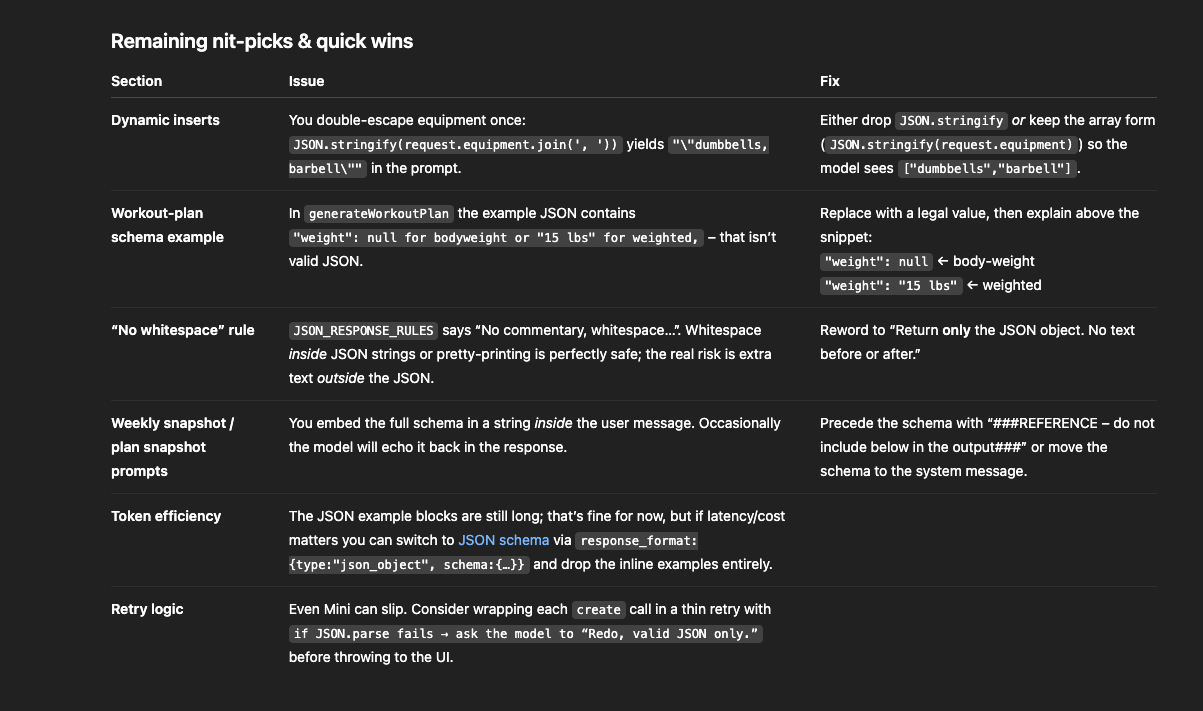 Remaining nit-picks & quick wins
Section Issue Fix
Dynamic inserts
You double-escape equipment once:
JSON.stringify(request.equipment.join(', ')) yields "\"dumbbells,
barbell\"" in the prompt.
Either drop JSON.stringify or keep the array form
( JSON.stringify(request.equipment) ) so the
model sees ["dumbbells","barbell"] .
Workout-plan
schema example
In generateWorkoutPlan the example JSON contains
"weight": null for bodyweight or "15 lbs" for weighted, – that isn’t
valid JSON.
Replace with a legal value, then explain above the
snippet:
"weight": null ← body-weight
"weight": "15 lbs" ← weighted
“No whitespace” rule
JSON_RESPONSE_RULES says “No commentary, whitespace…”. Whitespace
inside JSON strings or pretty-printing is perfectly safe; the real risk is extra
text outside the JSON.
Reword to “Return only the JSON object. No text
before or after.”
Weekly snapshot /
plan snapshot
prompts
You embed the full schema in a string inside the user message. Occasionally
the model will echo it back in the response.
Precede the schema with “###REFERENCE – do not
include below in the output###” or move the
schema to the system message.
Token efficiency
The JSON example blocks are still long; that’s fine for now, but if latency/cost
matters you can switch to JSON schema via response_format:
{type:"json_object", schema:{…}} and drop the inline examples entirely.
Retry logic
Even Mini can slip. Consider wrapping each create call in a thin retry with
if JSON.parse fails → ask the model to “Redo, valid JSON only.”
before throwing to the UI.